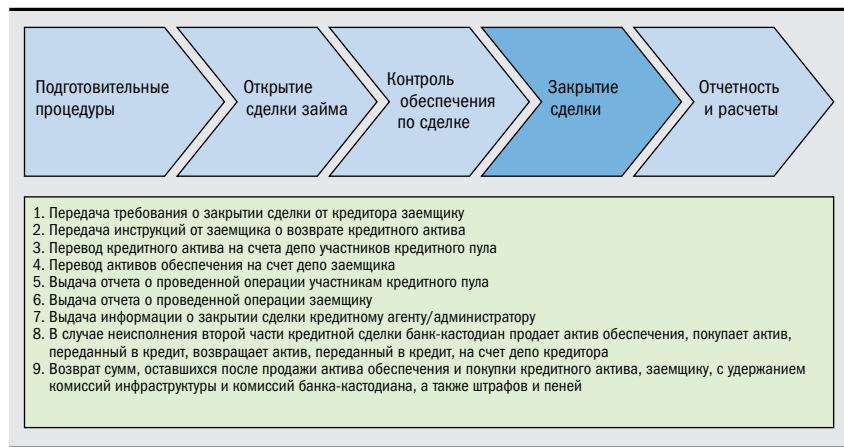 Подготовительные
процедуры
Открытие
сделки займа
Контроль
обеспечения
по сделке
Закрытие
сделки
Отчетность
и расчеты
1. Передача требования о закрытии сделки от кредитора заемщику
2. Передача инструкций от заемщика о возврате кредитного актива
3. Перевод кредитного актива на счета депо участников кредитного пула
4. Перевод активов обеспечения на счет депо заемщика
5. Выдача отчета о проведенной операции участникам кредитного пула
6. Выдача отчета о проведенной операции заемщику
7. Выдача информации о закрытии сделки кредитному агенту/администратору
8. В случае неисполнения второй части кредитной сделки банк-кастодиан продает актив обеспечения, покупает актив,
переданный в кредит, возвращает актив, переданный в кредит, на счет депо кредитора
9. Возврат сумм, оставшихся после продажи актива обеспечения и покупки кредитного актива, заемщику, с удержанием
комиссий инфраструктуры и комиссий банка-кастодиана, а также штрафов и пеней